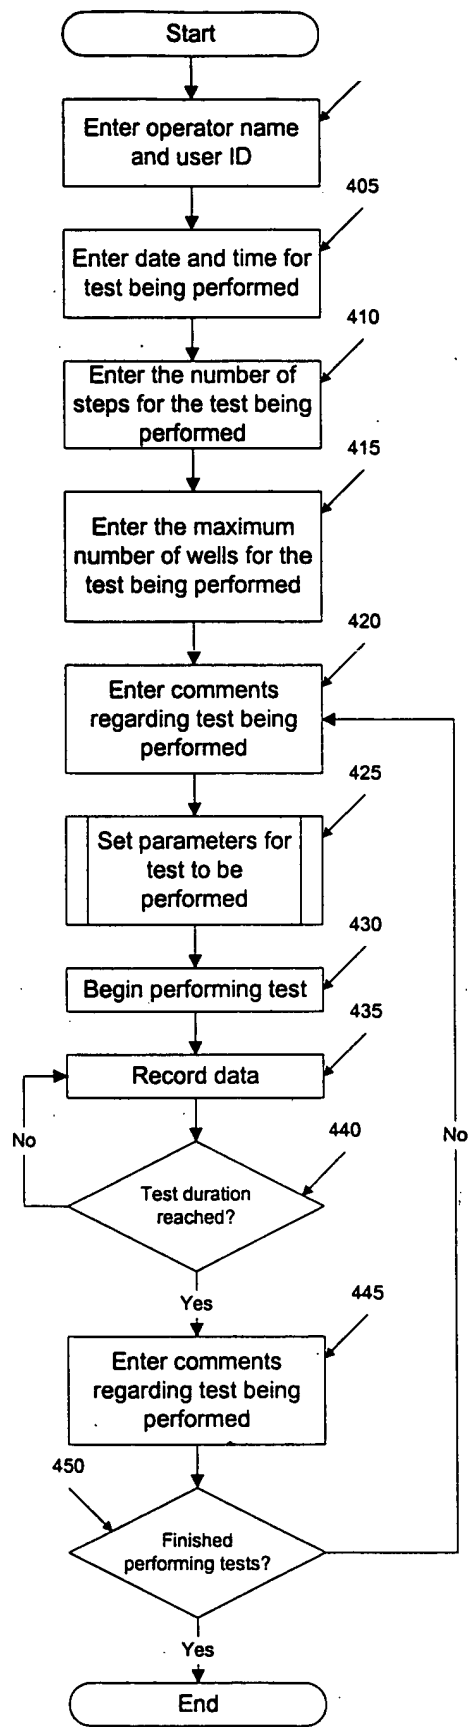 Start
Enter operator name
and user ID
405
Enter date and time for
test being performed
410
Enter the number of
steps for the test being
performed
415
Enter the maximum
number of wells for the
test being performed
420
Enter comments
regarding test being
performed
425
Set parameters for
test to be
performed
430
Begin performing test
435
Record data
No
440
No
Test duration
reached?
Yes
445
Enter comments
regarding test being
performed
450
Finished
performing tests?
Yes
End